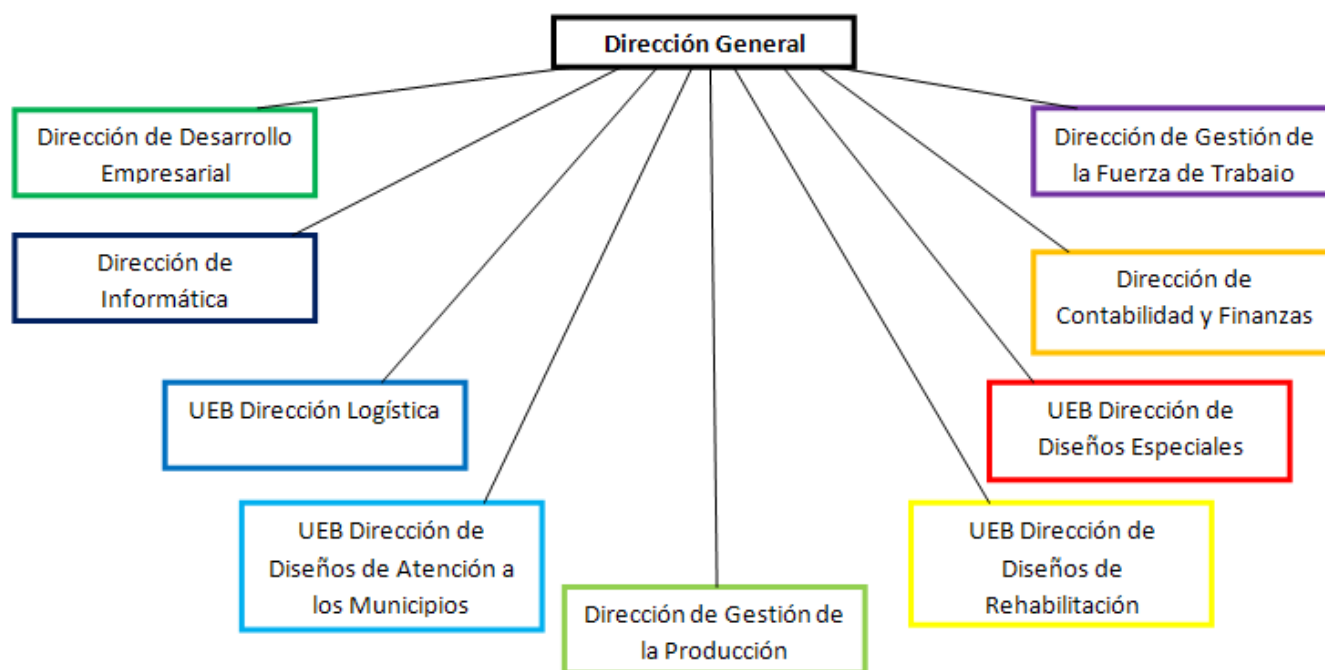 Dirección General
Dirección de Desarrollo
Empresarial
Dirección de Gestión de
la Fuerza de Trabajo
Dirección de
Informática
Dirección de
Contabilidad y Finanzas
UEB Dirección Logística
UEB Dirección de
Diseños Especiales
UEB Dirección de
Diseños de Atención a
los Municipios
UEB Dirección de
Diseños de
Rehabilitación
Dirección de Gestión de
la Producción